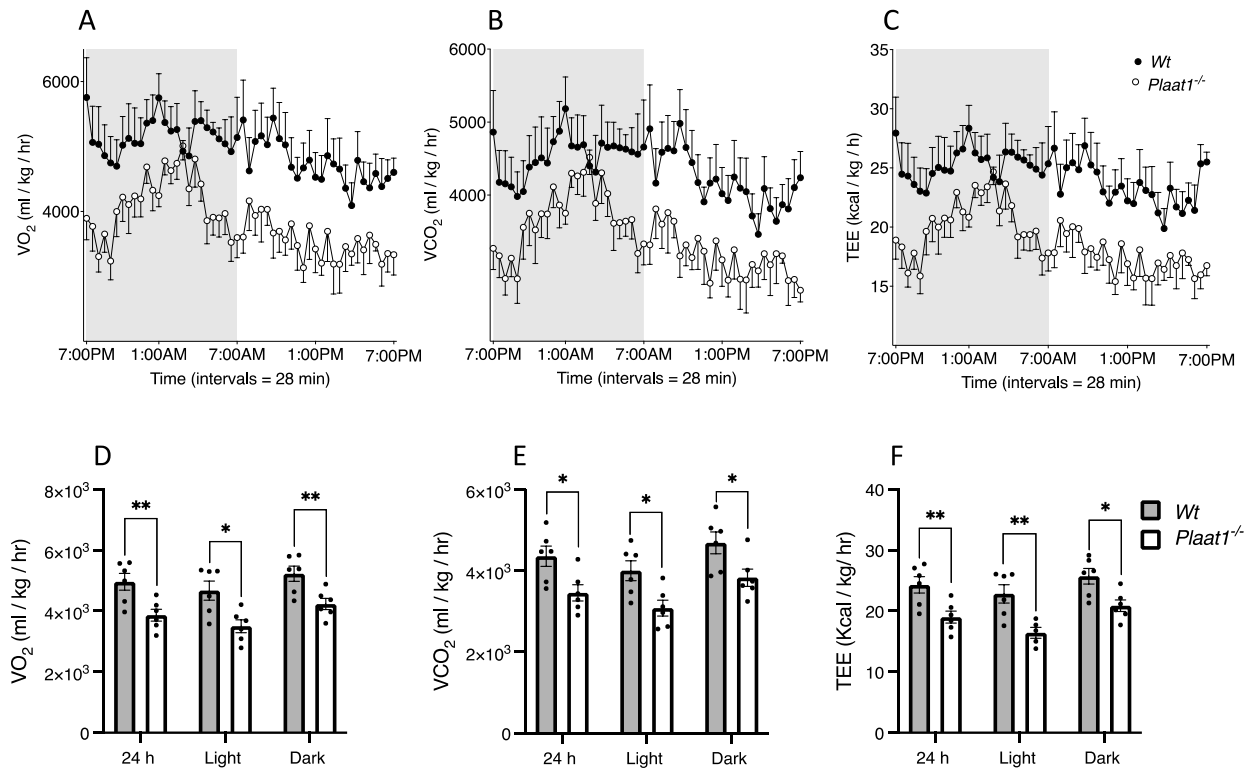 A
B
C
6000
4000
VO₂ (ml / kg / hr)
7:00PM
1:00AM
7:00AM
1:00PM
7:00PM
Time (intervals = 28 min)
6000
5000
4000
VCO₂ (ml / kg / hr)
7:00PM
1:00AM
7:00AM
1:00PM
7:00PM
Time (intervals = 28 min)
35
30
25
20
15
TEE (kcal / kg / h)
7:00PM
1:00AM
7:00AM
1:00PM
7:00PM
Time (intervals = 28 min)
Wt
Plaat1⁻/⁻
D
8×10³
6×10³
4×10³
2×10³
0
VO₂ (ml / kg / hr)
**
*
**
24 h
Light
Dark
E
6×10³
4×10³
2×10³
0
VCO₂ (ml / kg / hr)
*
*
*
24 h
Light
Dark
F
40
30
20
10
0
TEE (Kcal / kg/ hr)
**
**
*
24 h
Light
Dark
Wt
Plaat1⁻/⁻